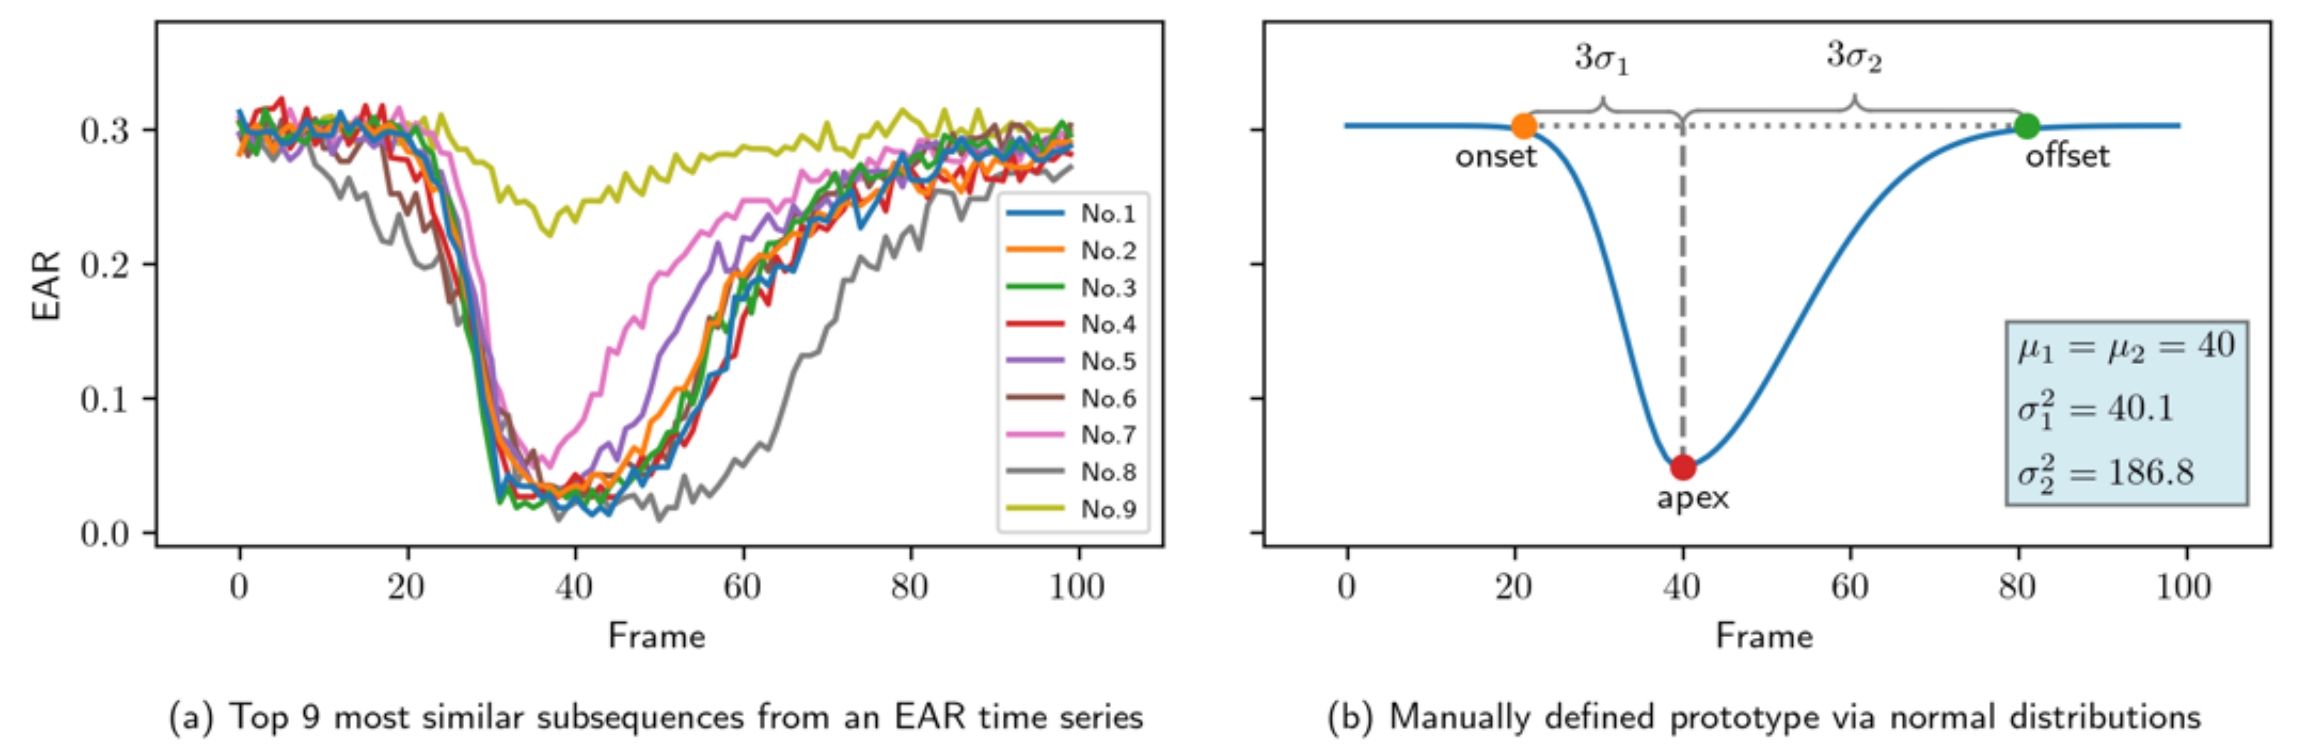 EAR
0.3
0.2
0.1
0.0
0 20 40 60 80 100
Frame
No.1
No.2
No.3
No.4
No.5
No.6
No.7
No.8
No.9
(a) Top 9 most similar subsequences from an EAR time series
3σ₁ 3σ₂
onset offset
apex
μ₁ = μ₂ = 40
σ₁² = 40.1
σ₂² = 186.8
0 20 40 60 80 100
Frame
(b) Manually defined prototype via normal distributions